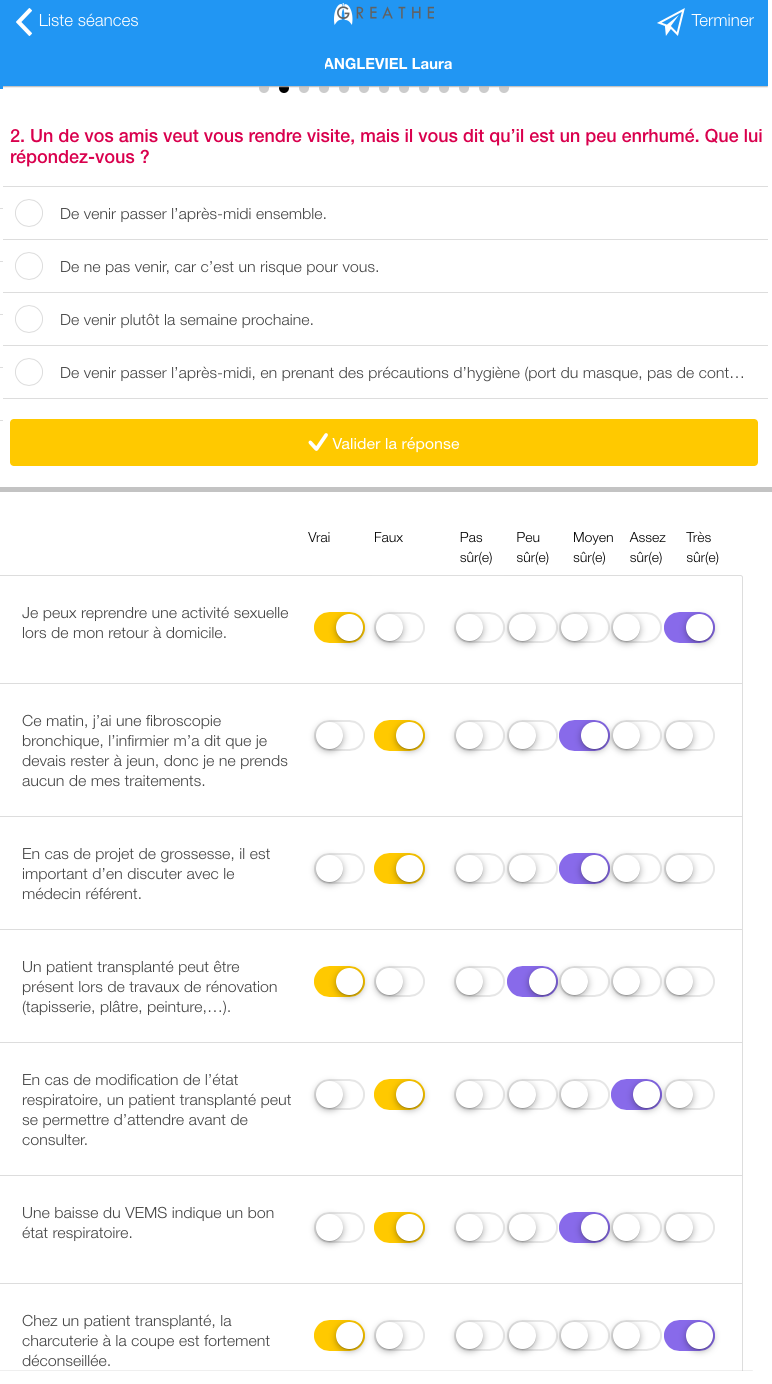 Liste séances
GREATHE
Terminer
ANGLEVIEL Laura
2. Un de vos amis veut vous rendre visite, mais il vous dit qu’il est un peu enrhumé. Que lui
répondez-vous ?
De venir passer l’après-midi ensemble.
De ne pas venir, car c’est un risque pour vous.
De venir plutôt la semaine prochaine.
De venir passer l’après-midi, en prenant des précautions d’hygiène (port du masque, pas de cont…
Valider la réponse
Vrai Faux Pas Peu Moyen Assez Très
sûr(e) sûr(e) sûr(e) sûr(e) sûr(e)
Je peux reprendre une activité sexuelle
lors de mon retour à domicile.
Ce matin, j’ai une fibroscopie
bronchique, l’infirmier m’a dit que je
devais rester à jeun, donc je ne prends
aucun de mes traitements.
En cas de projet de grossesse, il est
important d’en discuter avec le
médecin référent.
Un patient transplanté peut être
présent lors de travaux de rénovation
(tapisserie, plâtre, peinture,…).
En cas de modification de l’état
respiratoire, un patient transplanté peut
se permettre d’attendre avant de
consulter.
Une baisse du VEMS indique un bon
état respiratoire.
Chez un patient transplanté, la
charcuterie à la coupe est fortement
déconseillée.